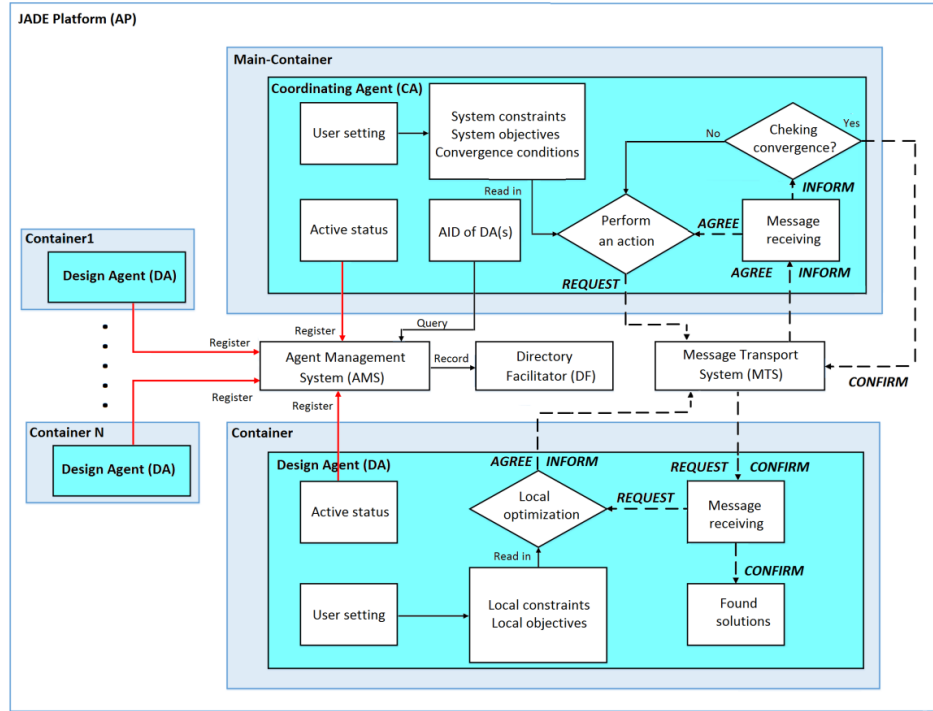 JADE Platform (AP)
Main-Container
Coordinating Agent (CA)
User setting
System constraints
System objectives
Convergence conditions
Cheking
convergence?
No
Yes
Read in
INFORM
Active status
AID of DA(s)
Perform
an action
AGREE
Message
receiving
REQUEST
AGREE
INFORM
Container1
Design Agent (DA)
Register
Register
Query
Agent Management
System (AMS)
Record
Directory
Facilitator (DF)
Message Transport
System (MTS)
CONFIRM
Register
Register
Container N
Design Agent (DA)
Container
Design Agent (DA)
AGREE
INFORM
REQUEST
CONFIRM
Active status
Local
optimization
REQUEST
Message
receiving
Read in
CONFIRM
User setting
Local constraints
Local objectives
Found
solutions